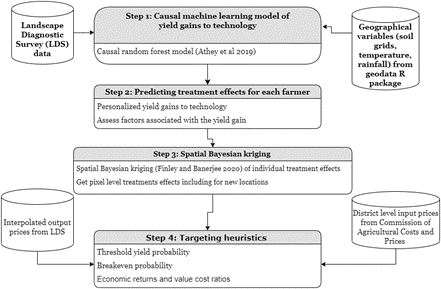 Landscape
Diagnostic
Survey (LDS)
data
Step 1: Causal machine learning model of
yield gains to technology
Causal random forest model (Athey et al 2019)
Geographical
variables (soil
grids,
temperature,
rainfall) from
geodata R
package
Step 2: Predicting treatment effects for each farmer
Personalized yield gains to technology
Assess factors associated with the yield gain
Step 3: Spatial Bayesian kriging
Spatial Bayesian kriging (Finley and Banerjee 2020) of individual treatment effects
Get pixel level treatments effects including for new locations
Interpolated output
prices from LDS
Step 4: Targeting heuristics
Threshold yield probability
Breakeven probability
Economic returns and value cost ratios
District level input prices
from Commission of
Agricultural Costs and
Prices